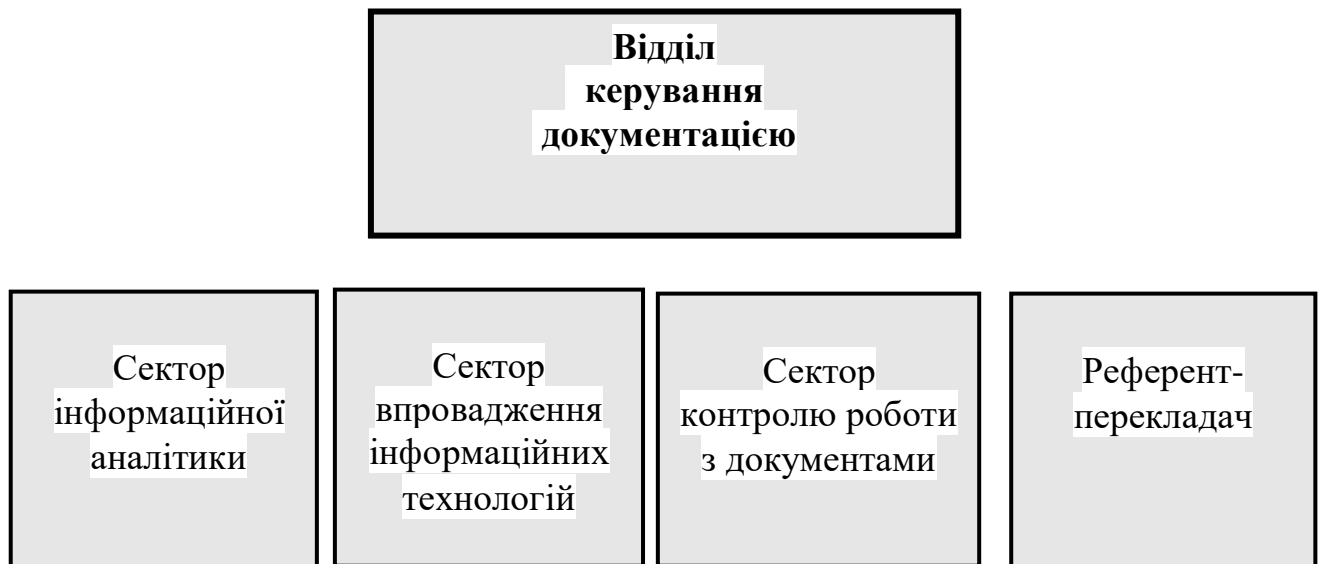 Відділ
керування
документацією
Сектор
інформаційної
аналітики
Сектор
впровадження
інформаційних
технологій
Сектор
контролю роботи
з документами
Референт-
перекладач